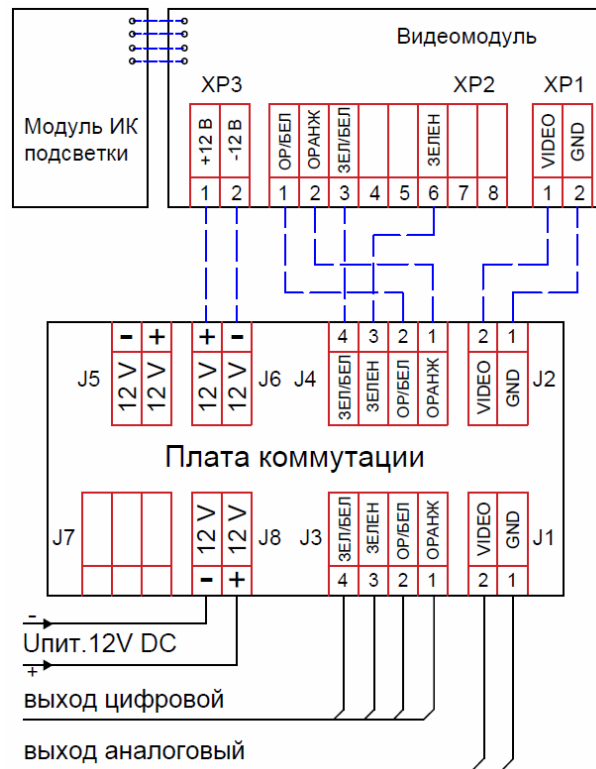 Видеомодуль
Модуль ИК
подсветки
XP3
XP2
XP1
+12 В
-12 В
ОР/БЕЛ
ОРАНЖ
ЗЕЛ/БЕЛ
ЗЕЛЕН
VIDEO
GND
1 2
1 2 3 4 5 6 7 8
1 2
- +
+ -
4 3 2 1
2 1
J5
12 V
12 V
12 V
12 V
J6
J4
ЗЕЛ/БЕЛ
ЗЕЛЕН
ОР/БЕЛ
ОРАНЖ
VIDEO
GND
J2
Плата коммутации
J7
12 V
12 V
J8
J3
ЗЕЛ/БЕЛ
ЗЕЛЕН
ОР/БЕЛ
ОРАНЖ
VIDEO
GND
J1
- +
4 3 2 1
2 1
-
Uпит.12V DC
+
выход цифровой
выход аналоговый